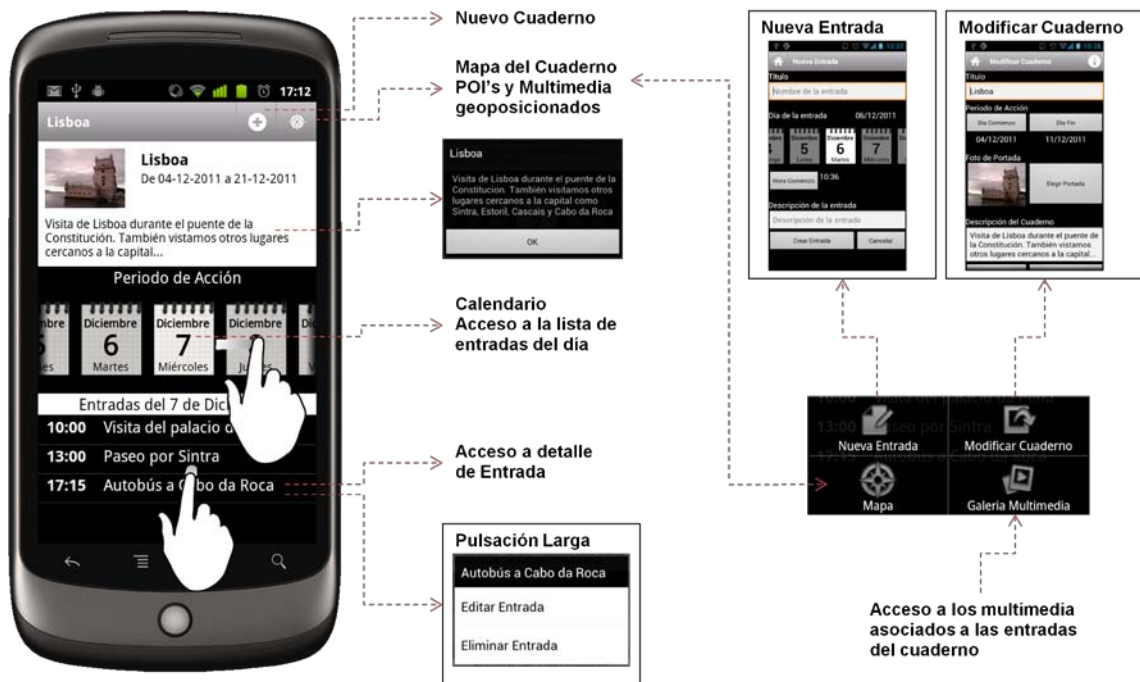 17:12
Lisboa
Lisboa
De 04-12-2011 a 21-12-2011
Visita de Lisboa durante el puente de la
Constitución. También vistamos otros lugares
cercanos a la capital...
Periodo de Acción
Diciembre
6
Martes
Diciembre
7
Miércoles
Diciembre
Entradas del 7 de Dic
10:00 Visita del palacio d
13:00 Paseo por Sintra
17:15 Autobús a Cabo da Roca
Nuevo Cuaderno
Mapa del Cuaderno
POI's y Multimedia
geoposicionados
Lisboa
Visita de Lisboa durante el puente de la
Constitucion. También visitamos otros
lugares cercanos a la capital como
Sintra, Estoril, Cascais y Cabo da Roca
OK
Calendario
Acceso a la lista de
entradas del día
Acceso a detalle
de Entrada
Pulsación Larga
Autobús a Cabo da Roca
Editar Entrada
Eliminar Entrada
Nueva Entrada
10:37
Nueva Entrada
Título
Nombre de la entrada
Día de la entrada 06/12/2011
Diciembre
5
Lunes
Diciembre
6
Martes
Diciembre
7
Miércoles
Hora Comienzo 10:36
Descripción de la entrada
Descripción de la entrada
Crear Entrada Cancelar
Modificar Cuaderno
10:38
Modificar Cuaderno
Título
Lisboa
Periodo de Acción
Día Comienzo Día Fin
04/12/2011 11/12/2011
Foto de Portada
Elegir Portada
Descripción del Cuaderno
Visita de Lisboa durante el puente de
la Constitución. También vistamos
otros lugares cercanos a la capital...
Nueva Entrada Modificar Cuaderno
Mapa Galeria Multimedia
Acceso a los multimedia
asociados a las entradas
del cuaderno